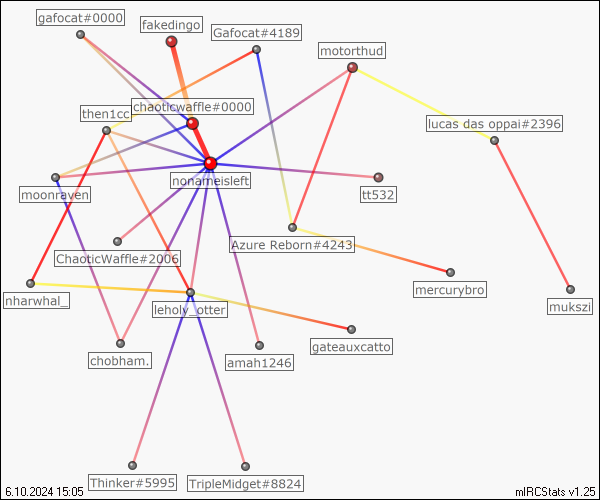 gafocat#0000
fakedingo
Gafocat#4189
motorthud
chaoticwaffle#0000
then1cc
lucas das oppai#2396
nonameisleft
moonraven
tt532
Azure Reborn#4243
ChaoticWaffle#2006
mercurybro
nharwhal_
leholy_otter
mukszi
gateauxcatto
chobham.
amah1246
Thinker#5995
TripleMidget#8824
6.10.2024 15:05
mIRCStats v1.25